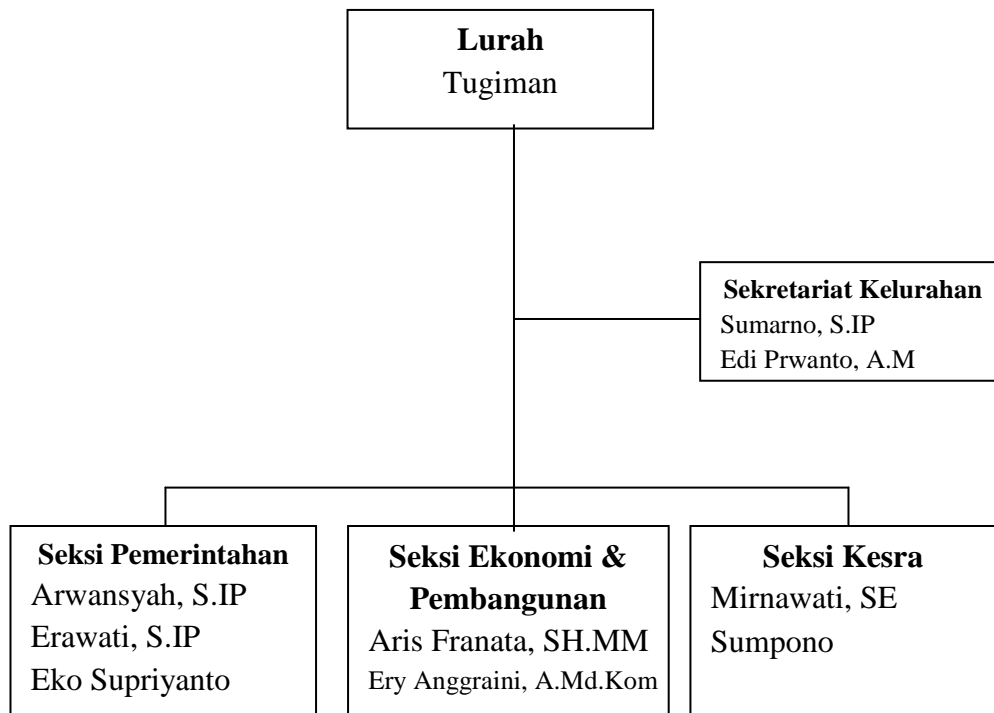 Lurah
Tugiman
Sekretariat Kelurahan
Sumarno, S.IP
Edi Prwanto, A.M
Seksi Pemerintahan
Arwansyah, S.IP
Erawati, S.IP
Eko Supriyanto
Seksi Ekonomi &
Pembangunan
Aris Franata, SH.MM
Ery Anggraini, A.Md.Kom
Seksi Kesra
Mirnawati, SE
Sumpono